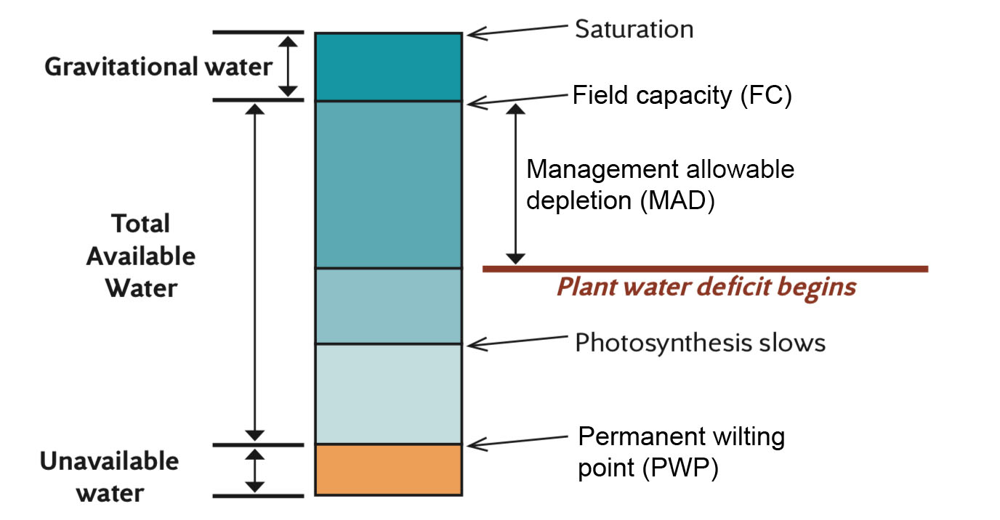 Saturation
Gravitational water
Field capacity (FC)
Management allowable
depletion (MAD)
Total
Available
Water
Plant water deficit begins
Photosynthesis slows
Permanent wilting
point (PWP)
Unavailable
water